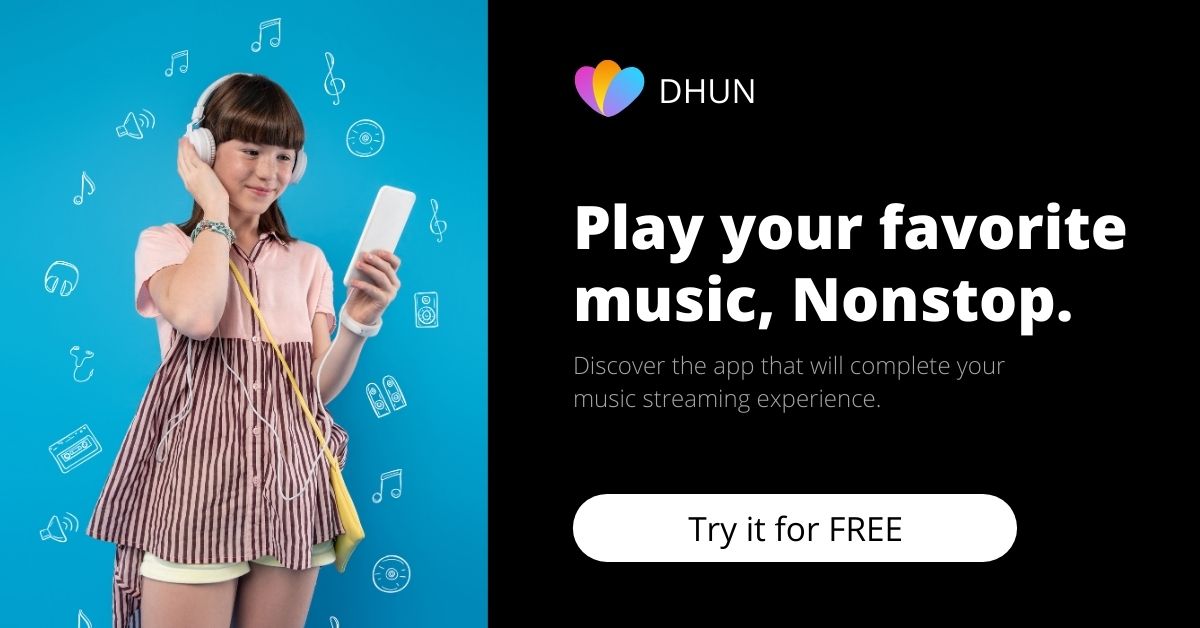 DHUN
Play your favorite
music, Nonstop.
Discover the app that will complete your
music streaming experience.
Try it for FREE